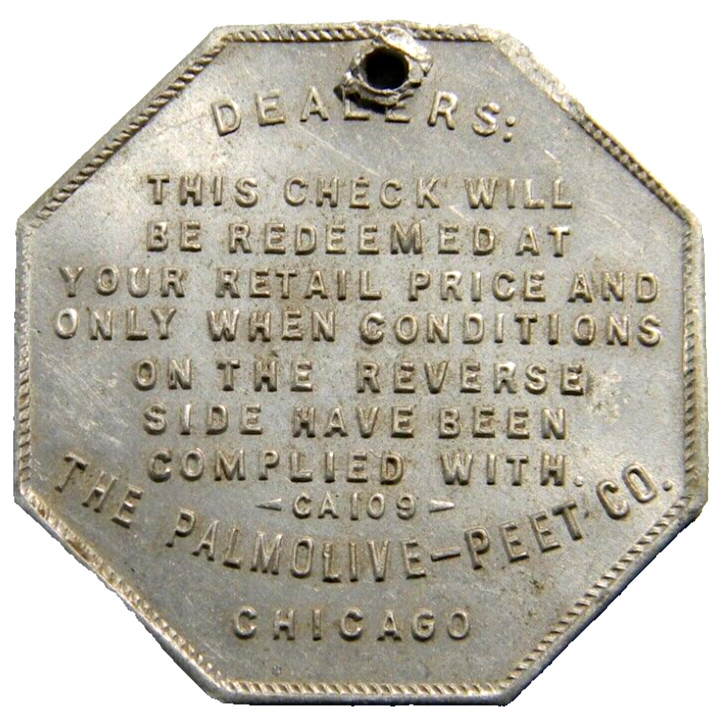 DEALERS:
THIS CHECK WILL
BE REDEEMED AT
YOUR RETAIL PRICE AND
ONLY WHEN CONDITIONS
ON THE REVERSE
SIDE HAVE BEEN
COMPLIED WITH.
—CA109—
THE PALMOLIVE—PEET CO.
CHICAGO